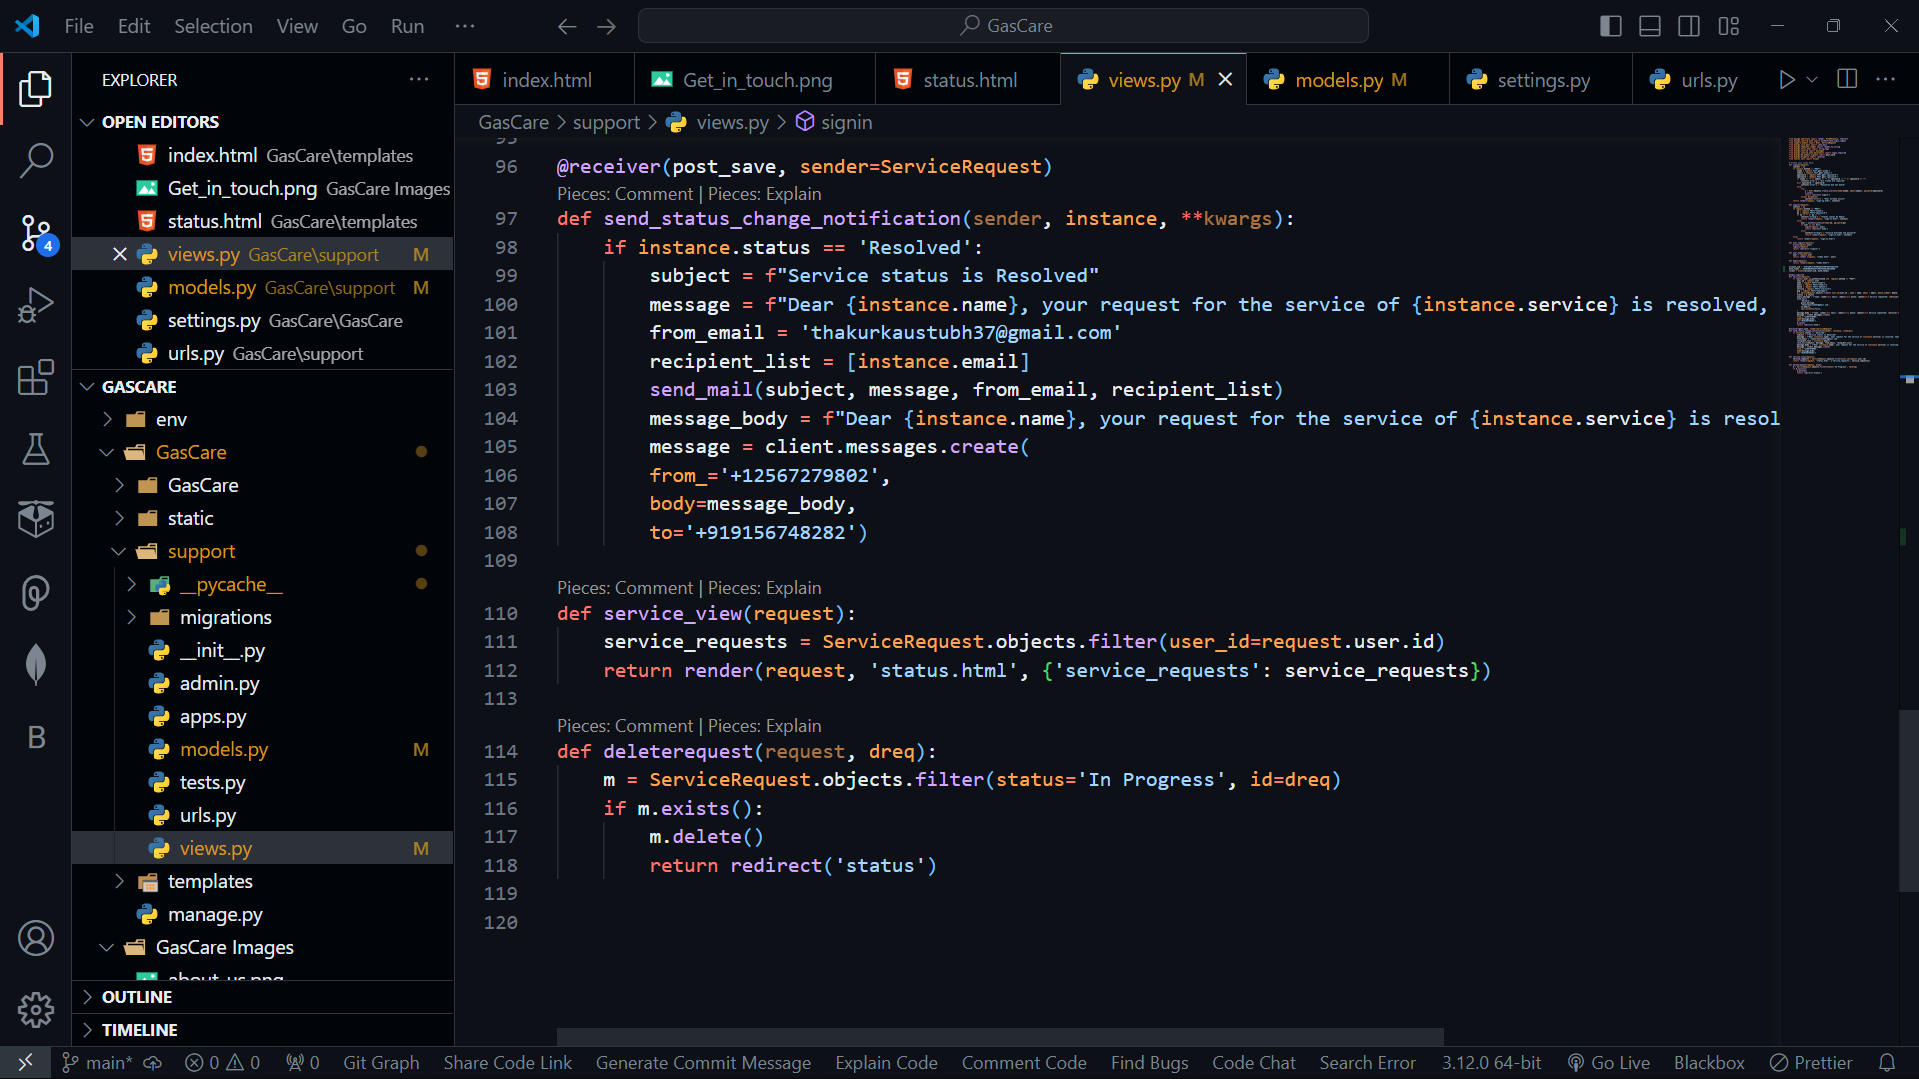 File Edit Selection View Go Run ··· GasCare
EXPLORER ···
index.html Get_in_touch.png status.html views.py M models.py M settings.py urls.py ···
GasCare > support > views.py > signin
OPEN EDITORS
index.html GasCare\templates
Get_in_touch.png GasCare Images
status.html GasCare\templates
views.py GasCare\support M
models.py GasCare\support M
settings.py GasCare\GasCare
urls.py GasCare\support
GASCARE
env
GasCare
GasCare
static
support
__pycache__
migrations
__init__.py
admin.py
apps.py
models.py M
tests.py
urls.py
views.py M
templates
manage.py
GasCare Images
about_us.png
OUTLINE
TIMELINE
4
B
95
96 @receiver(post_save, sender=ServiceRequest)
Pieces: Comment | Pieces: Explain
97 def send_status_change_notification(sender, instance, **kwargs):
98 if instance.status == 'Resolved':
99 subject = f"Service status is Resolved"
100 message = f"Dear {instance.name}, your request for the service of {instance.service} is resolved,
101 from_email = 'thakurkaustubh37@gmail.com'
102 recipient_list = [instance.email]
103 send_mail(subject, message, from_email, recipient_list)
104 message_body = f"Dear {instance.name}, your request for the service of {instance.service} is resol
105 message = client.messages.create(
106 from_='+12567279802',
107 body=message_body,
108 to='+919156748282')
109
Pieces: Comment | Pieces: Explain
110 def service_view(request):
111 service_requests = ServiceRequest.objects.filter(user_id=request.user.id)
112 return render(request, 'status.html', {'service_requests': service_requests})
113
Pieces: Comment | Pieces: Explain
114 def deleterequest(request, dreq):
115 m = ServiceRequest.objects.filter(status='In Progress', id=dreq)
116 if m.exists():
117 m.delete()
118 return redirect('status')
119
120
main* 0 0 0 Git Graph Share Code Link Generate Commit Message Explain Code Comment Code Find Bugs Code Chat Search Error 3.12.0 64-bit Go Live Blackbox Prettier